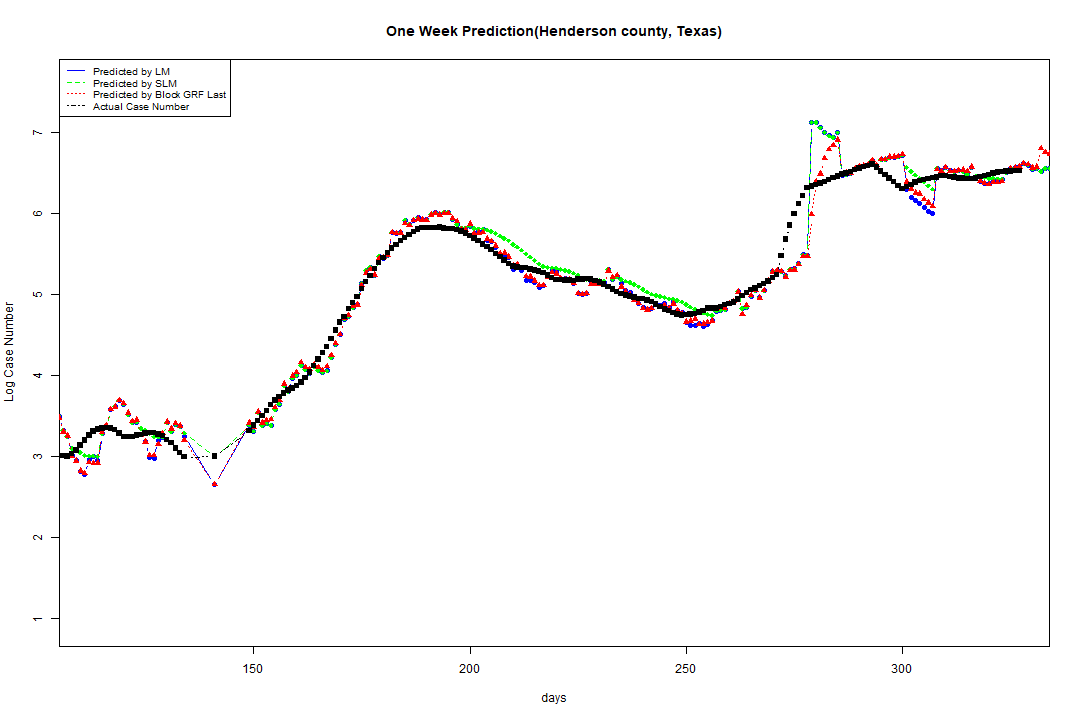 One Week Prediction(Henderson county, Texas)
Predicted by LM
Predicted by SLM
Predicted by Block GRF Last
Actual Case Number
7
6
5
4
3
2
1
Log Case Number
150 200 250 300
days